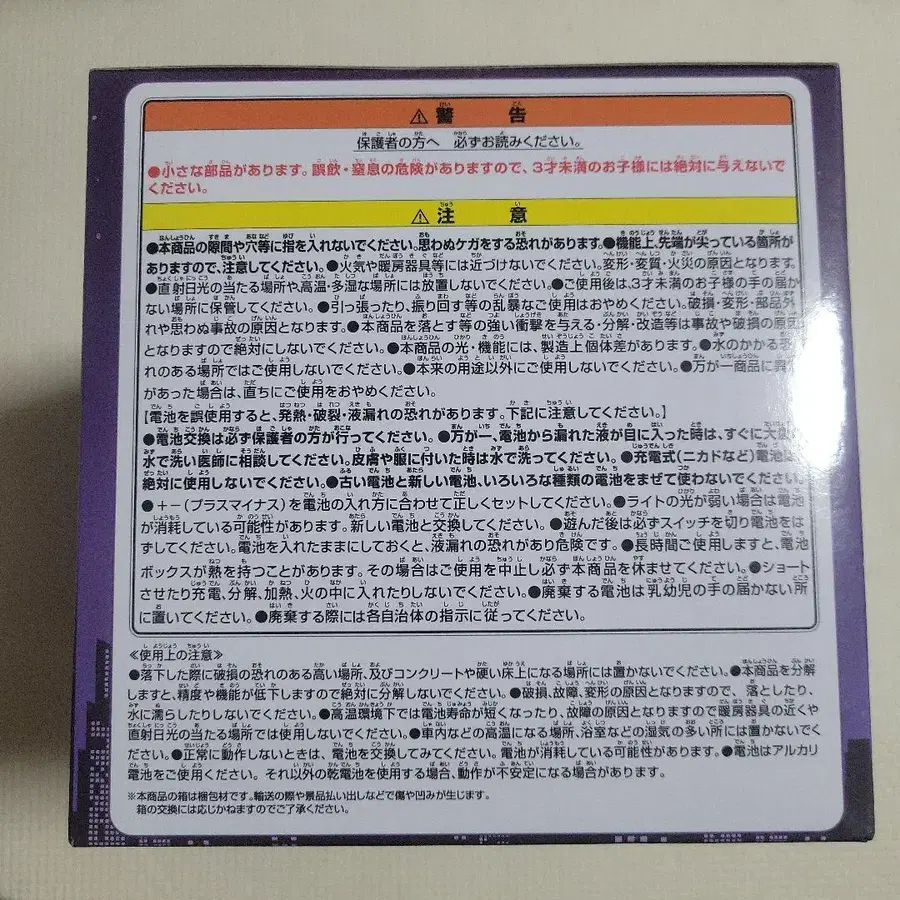 ⚠ 警告
保護者の方へ 必ずお読みください。
●小さな部品があります。誤飲・窒息の危険がありますので、3才未満のお子様には絶対に与えないで
ください。
⚠ 注意
●本商品の隙間や穴等に指を入れないでください。思わぬケガをする恐れがあります。●機能上、先端が尖っている箇所が
ありますので、注意してください。●火気や暖房器具等には近づけないでください。変形・変質・火災の原因となります。
●直射日光の当たる場所や、高温・多湿な場所には放置しないでください。●ご使用後は、3才未満のお子様の手の届か
ない場所に保管してください。●引っ張ったり、振り回す等の乱暴なご使用はおやめください。破損・変形・部品外
れや思わぬ事故の原因となります。●本商品を落とす等の強い衝撃を与える・分解・改造等は事故や破損の原因
となりますので絶対にしないでください。●本商品の光・機能には、製造上個体差があります。●水のかかる恐
れのある場所ではご使用しないでください。●本来の用途以外にご使用しないでください。●万が一商品に異常
があった場合は、直ちにご使用をおやめください。
【電池を誤使用すると、発熱・破裂・液漏れの恐れがあります。下記に注意してください。】
●電池交換は必ず保護者の方が行ってください。●万が一、電池から漏れた液が目に入った時は、すぐに大量の
水で洗い医師に相談してください。皮膚や服に付いた時は水で洗ってください。●充電式(ニカドなど)電池は
絶対に使用しないでください。●古い電池と新しい電池、いろいろな種類の電池をまぜて使わないでください。
●+-(プラスマイナス)を電池の入れ方に合わせて正しくセットしてください。●ライトの光が弱い場合は電池
が消耗している可能性があります。新しい電池と交換してください。●遊んだ後は必ずスイッチを切り電池をは
ずしてください。電池を入れたままにしておくと、液漏れの恐れがあり危険です。●長時間ご使用しますと、電池
ボックスが熱を持つことがあります。その場合はご使用を中止し必ず本商品を休ませてください。●ショート
させたり充電、分解、加熱、火の中に入れたりしないでください。●廃棄する電池は乳幼児の手の届かない所
に置いてください。●廃棄する際には各自治体の指示に従ってください。
≪使用上の注意≫
●落下した際に破損の恐れのある高い場所、及びコンクリートや硬い床上になる場所には置かないでください。●本商品を分解
しますと、精度や機能が低下しますので絶対に分解しないでください。●破損、故障、変形の原因となりますので、落としたり、
水に濡らしたりしないでください。●高温環境下では電池寿命が短くなったり、故障の原因となりますので暖房器具の近くや
直射日光の当たる場所では使用しないでください。●車内などの高温になる場所、浴室などの湿気の多い所には置かないでく
ださい。●正常に動作しないときは、電池を交換してみてください。電池が消耗している可能性があります。●電池はアルカリ
電池をご使用ください。それ以外の乾電池を使用する場合、動作が不安定になる場合があります。
※本商品の箱は梱包材です。輸送の際や景品払い出しなどで傷や凹みが生じます。
箱の交換には応じかねますのでご了承ください。